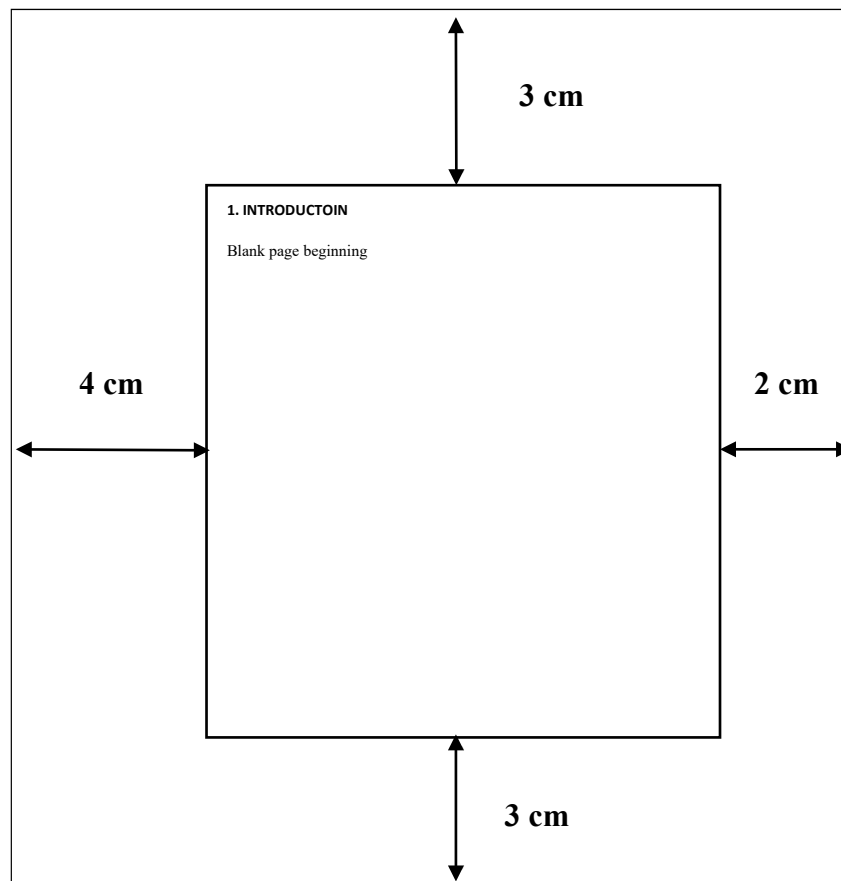 3 cm
1. INTRODUCTOIN
Blank page beginning
4 cm
2 cm
3 cm